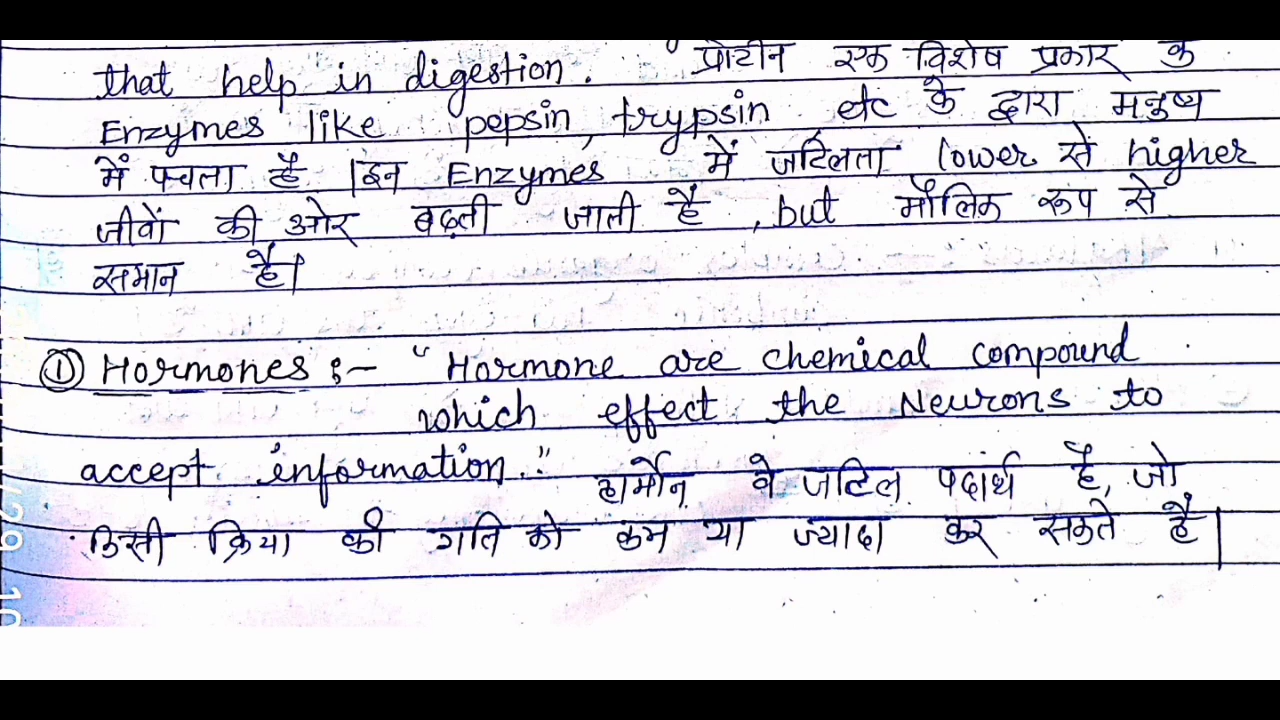 that help in digestion. " प्रोटीन एक विशेष प्रकार के
Enzymes like pepsin, trypsin etc के द्वारा मनुष्य
में पचता है |इन Enzymes में जटिलता lower से higher
जीवों की ओर बढ़ती जाती है , but मौलिक रूप से
समान है|
① Hormones :- " Hormone are chemical compound
which effect the Neurons to
accept information." हार्मोन वे जटिल पदार्थ है, जो
किसी क्रिया की गति को कम या ज्यादा कर सकते है|